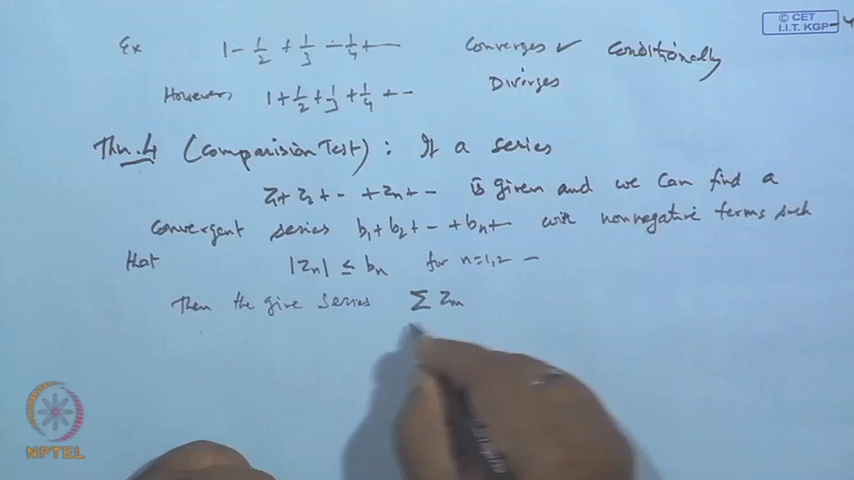 © CET
I.I.T. KGP
Ex 1 - 1/2 + 1/3 - 1/4 + — Converges ✓ Conditionally
However, 1 + 1/2 + 1/3 + 1/4 + -- Diverges
Thm. 4 (Comparision Test) : If a series
z₁ + z₂ + -- + zₙ + -- is given and we can find a
convergent series b₁ + b₂ + -- + bₙ + -- with nonnegative terms such
that |zₙ| ≤ bₙ for n=1,2 —
Then the give series Σ zₘ
NPTEL